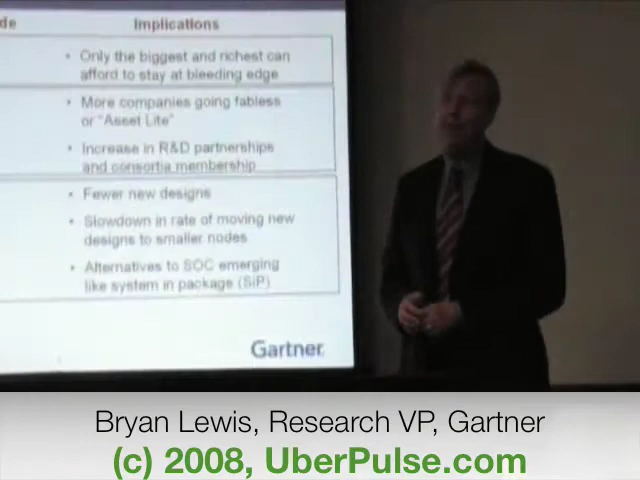 de
Implications
• Only the biggest and richest can
afford to stay at bleeding edge
• More companies going fabless
or "Asset Lite"
• Increase in R&D partnerships
and consortia membership
• Fewer new designs
• Slowdown in rate of moving new
designs to smaller nodes
• Alternatives to SOC emerging
like system in package (SiP)
Gartner
Bryan Lewis, Research VP, Gartner
(c) 2008, UberPulse.com